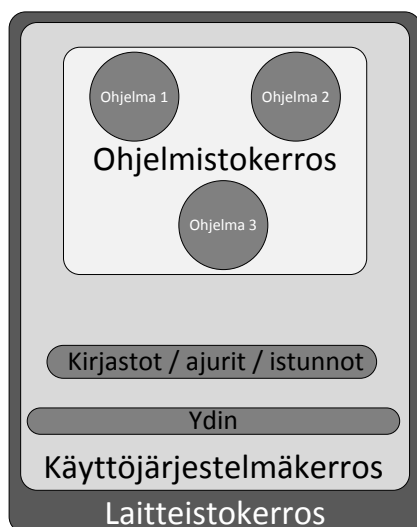 Ohjelma 1
Ohjelma 2
Ohjelmistokerros
Ohjelma 3
Kirjastot / ajurit / istunnot
Ydin
Käyttöjärjestelmäkerros
Laitteistokerros